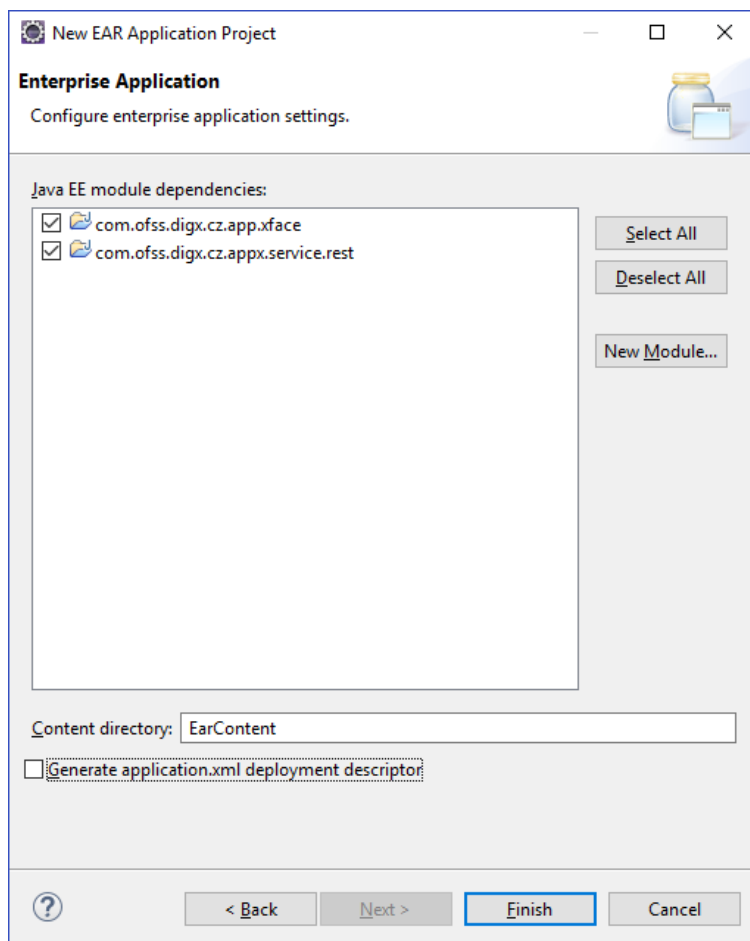 New EAR Application Project
Enterprise Application
Configure enterprise application settings.
Java EE module dependencies:
com.ofss.digx.cz.app.xface
com.ofss.digx.cz.appx.service.rest
Select All
Deselect All
New Module...
Content directory: EarContent
Generate application.xml deployment descriptor
? < Back Next > Finish Cancel